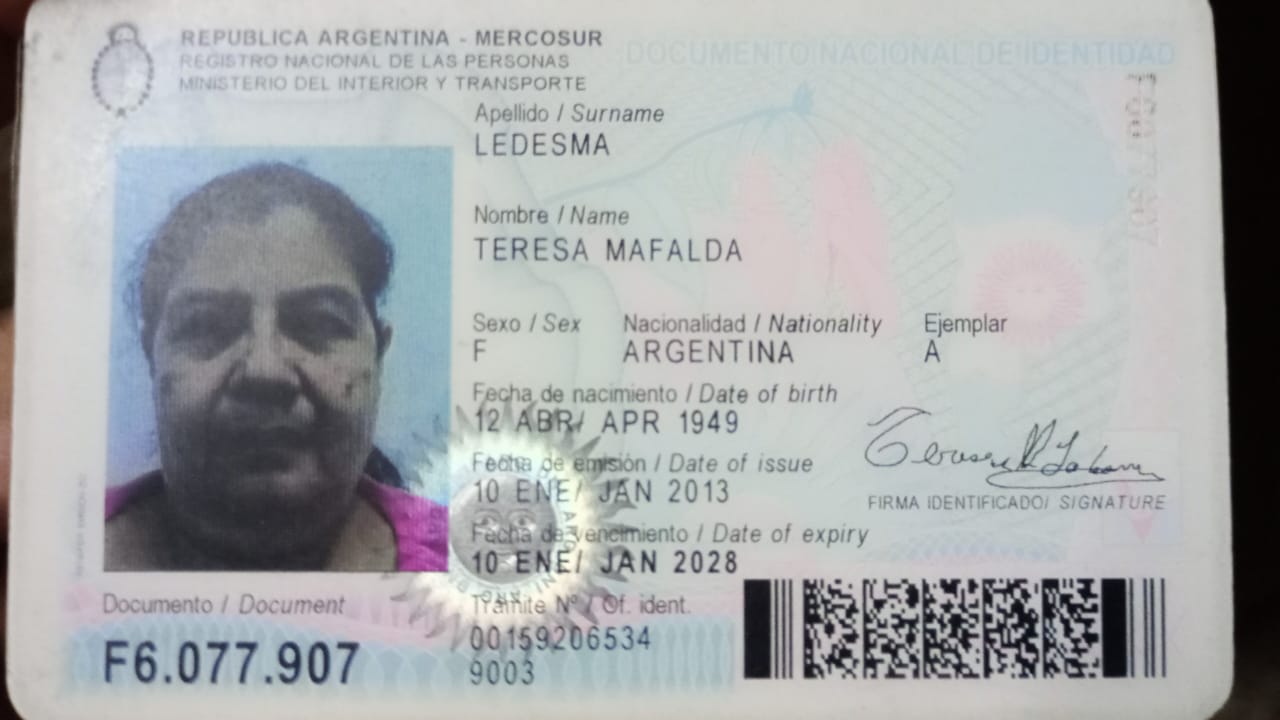 REPUBLICA ARGENTINA - MERCOSUR
REGISTRO NACIONAL DE LAS PERSONAS
MINISTERIO DEL INTERIOR Y TRANSPORTE
DOCUMENTO NACIONAL DE IDENTIDAD
Apellido / Surname
LEDESMA
Nombre / Name
TERESA MAFALDA
Sexo / Sex Nacionalidad / Nationality Ejemplar
F ARGENTINA A
Fecha de nacimiento / Date of birth
12 ABR/ APR 1949
Fecha de emisión / Date of issue
10 ENE/ JAN 2013
FIRMA IDENTIFICADO/ SIGNATURE
Fecha de vencimiento / Date of expiry
10 ENE/ JAN 2028
Documento / Document
F6.077.907
Trámite Nº / Of. ident.
00159206534
9003